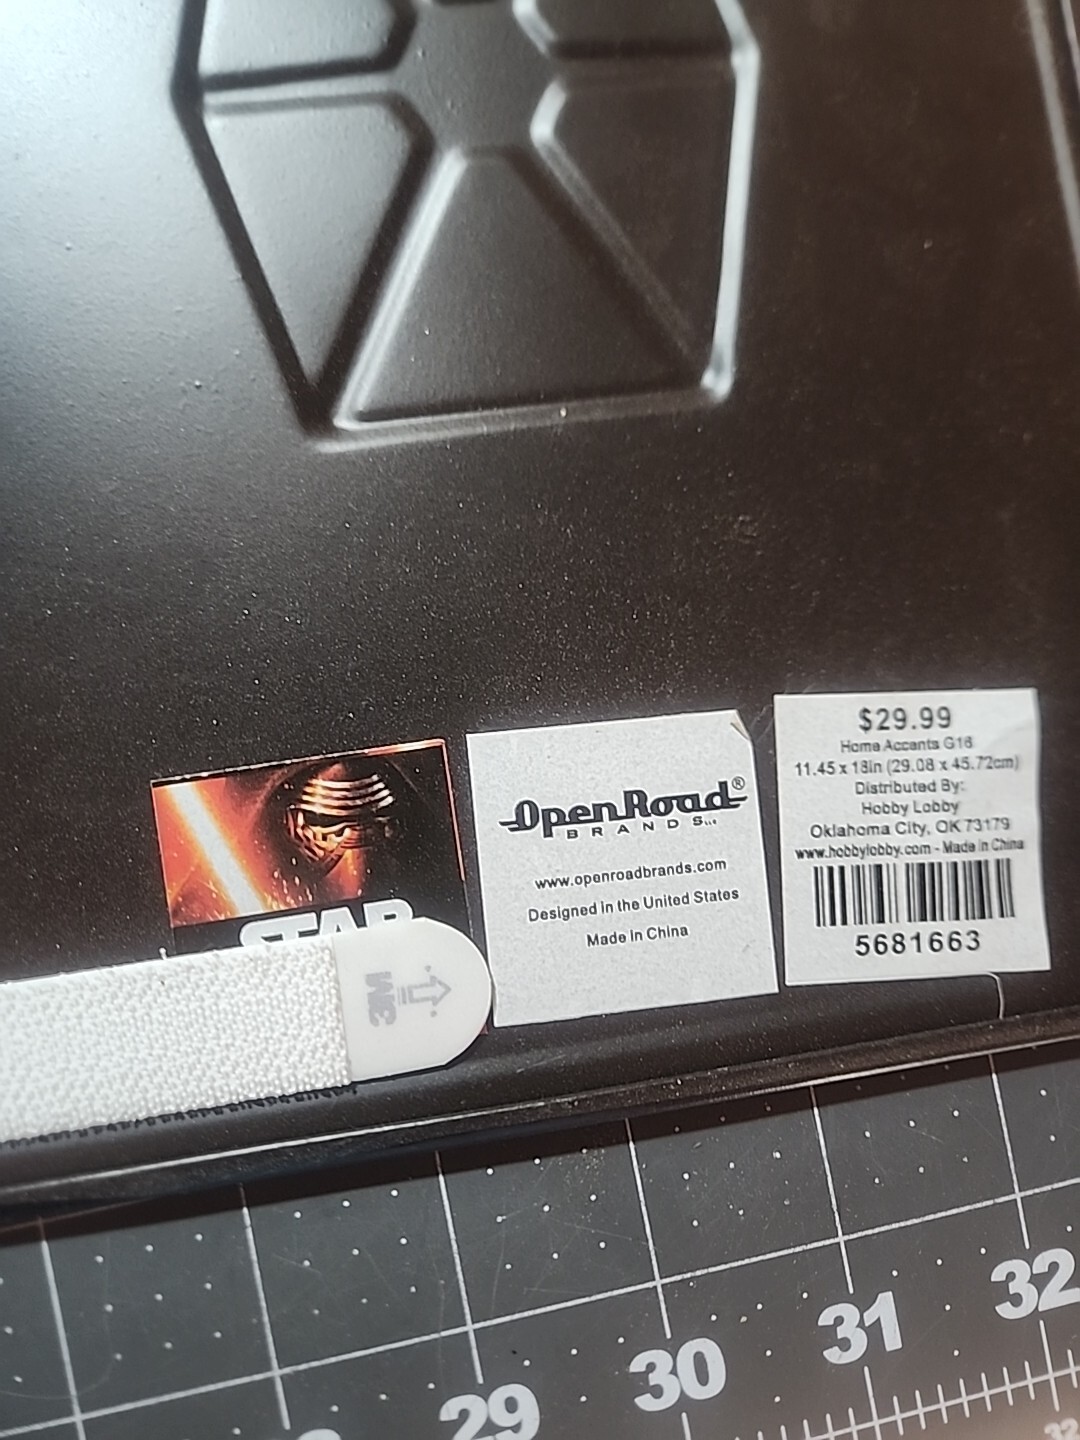 STAR
3M
OpenRoad®
BRANDS
www.openroadbrands.com
Designed in the United States
Made in China
$29.99
Home Accents G16
11.45 x 18in (29.08 x 45.72cm)
Distributed By:
Hobby Lobby
Oklahoma City, OK 73179
www.hobbylobby.com - Made in China
5681663
29
30
31
32
32